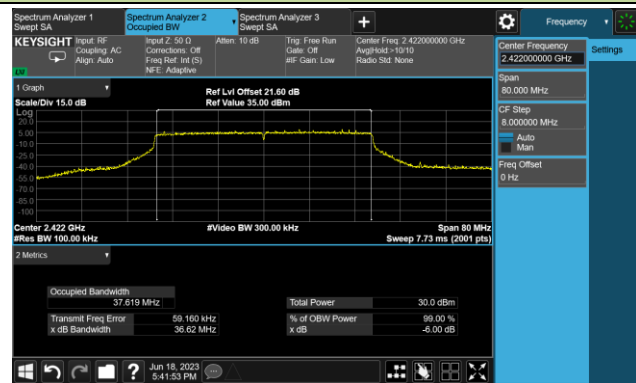 Spectrum Analyzer 1
Swept SA
Spectrum Analyzer 2
Occupied BW
Spectrum Analyzer 3
Swept SA
+
Frequency
KEYSIGHT
Input: RF
Coupling: AC
Align: Auto
Input Z: 50 Ω
Corrections: Off
Freq Ref: Int (S)
NFE: Adaptive
Atten: 10 dB
Trig: Free Run
Gate: Off
#IF Gain: Low
Center Freq: 2.422000000 GHz
Avg|Hold:>10/10
Radio Std: None
Center Frequency
2.422000000 GHz
Settings
Span
80.000 MHz
CF Step
8.000000 MHz
Auto
Man
Freq Offset
0 Hz
1 Graph
Scale/Div 15.0 dB
Ref Lvl Offset 21.60 dB
Ref Value 35.00 dBm
Log
20.0
5.00
-10.0
-25.0
-40.0
-55.0
-70.0
-85.0
-100
Center 2.422 GHz
#Res BW 100.00 kHz
#Video BW 300.00 kHz
Span 80 MHz
Sweep 7.73 ms (2001 pts)
2 Metrics
Occupied Bandwidth
37.619 MHz
Total Power 30.0 dBm
Transmit Freq Error 59.160 kHz
% of OBW Power 99.00 %
x dB Bandwidth 36.62 MHz
x dB -6.00 dB
?
Jun 18, 2023
5:41:53 PM